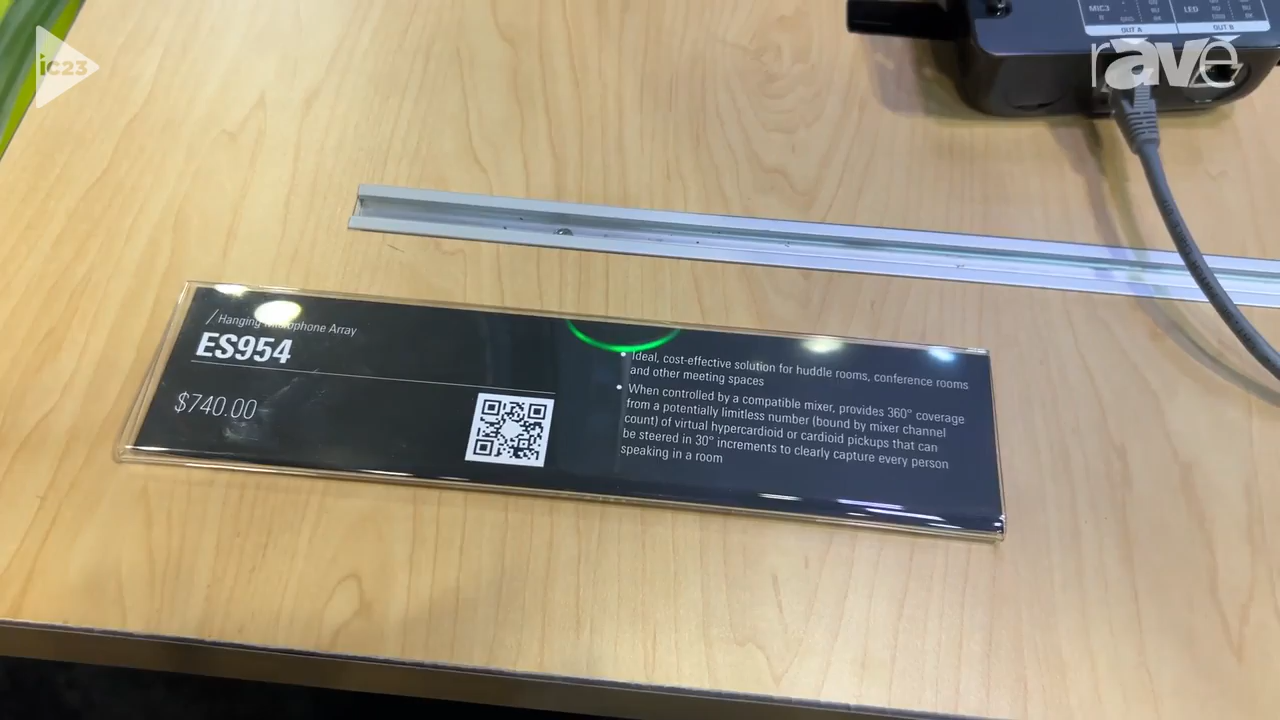 ic23
MIC3
LED
OUT A
OUT B
rAVe
/ Hanging Microphone Array
ES954
$740.00
• Ideal, cost-effective solution for huddle rooms, conference rooms
and other meeting spaces
• When controlled by a compatible mixer, provides 360° coverage
from a potentially limitless number (bound by mixer channel
count) of virtual hypercardioid or cardioid pickups that can
be steered in 30° increments to clearly capture every person
speaking in a room